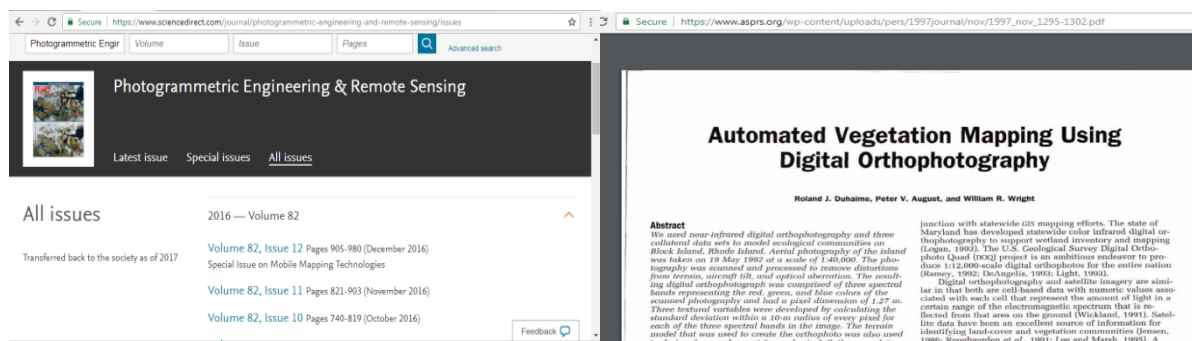 Secure | https://www.sciencedirect.com/journal/photogrammetric-engineering-and-remote-sensing/issues
Photogrammetric Engir Volume Issue Pages Advanced search
Photogrammetric Engineering & Remote Sensing
Latest issue Special issues All issues
All issues
Transferred back to the society as of 2017
2016 — Volume 82
Volume 82, Issue 12 Pages 905-980 (December 2016)
Special Issue on Mobile Mapping Technologies
Volume 82, Issue 11 Pages 821-903 (November 2016)
Volume 82, Issue 10 Pages 740-819 (October 2016)
Feedback
Secure | https://www.asprs.org/wp-content/uploads/pers/1997journal/nov/1997_nov_1295-1302.pdf
Automated Vegetation Mapping Using
Digital Orthophotography
Roland J. Duhaime, Peter V. August, and William R. Wright
Abstract
We used near-infrared digital orthophotography and three
collateral data sets to model ecological communities on
Block Island, Rhode Island. Aerial photography of the island
was taken on 19 May 1992 at a scale of 1:40,000. The pho-
tography was scanned and processed to remove distortions
from terrain, aircraft tilt, and optical aberration. The result-
ing digital orthophotograph was comprised of three spectral
bands representing the red, green, and blue colors of the
scanned photography and had a pixel dimension of 1.27 m.
Three textural variables were developed by calculating the
standard deviation within a 10-m radius of every pixel for
each of the three spectral bands in the image. The terrain
model that was used to create the orthophoto was also used
junction with statewide GIS mapping efforts. The state of
Maryland has developed statewide color infrared digital or-
thophotography to support wetland inventory and mapping
(Logan, 1993). The U.S. Geological Survey Digital Ortho-
photo Quad (DOQ) project is an ambitious endeavor to pro-
duce 1:12,000-scale digital orthophotos for the entire nation
(Ramey, 1992; DeAngelis, 1993; Light, 1993).
Digital orthophotography and satellite imagery are simi-
lar in that both are cell-based data with numeric values asso-
ciated with each cell that represent the amount of light in a
certain range of the electromagnetic spectrum that is re-
flected from that area on the ground (Wickland, 1991). Satel-
lite data have been an excellent source of information for
identifying land-cover and vegetation communities (Jensen,
1986; Roughgarden et al., 1991; Lee and Marsh, 1995). A